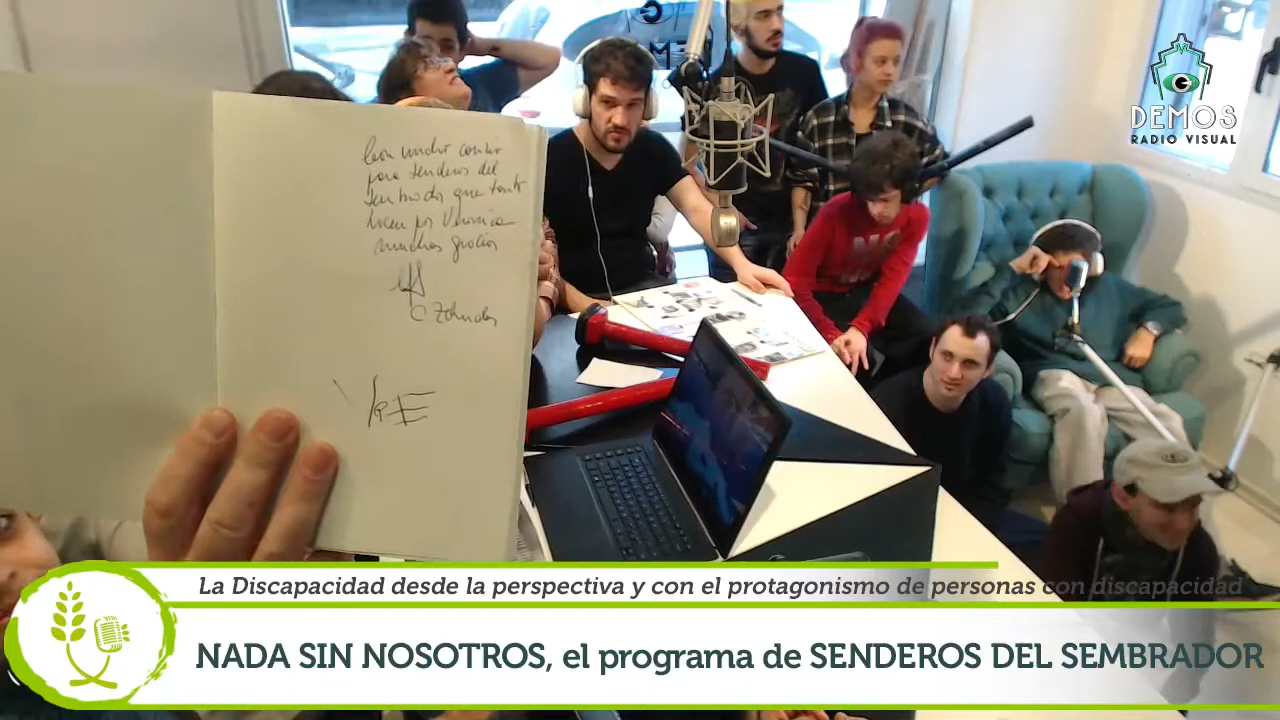 Con mucho cariño
para senderos del
sembrador que tanto
hacen por Veronica
muchas gracias
DEMOS
RADIO VISUAL
La Discapacidad desde la perspectiva y con el protagonismo de personas con discapacidad
NADA SIN NOSOTROS, el programa de SENDEROS DEL SEMBRADOR